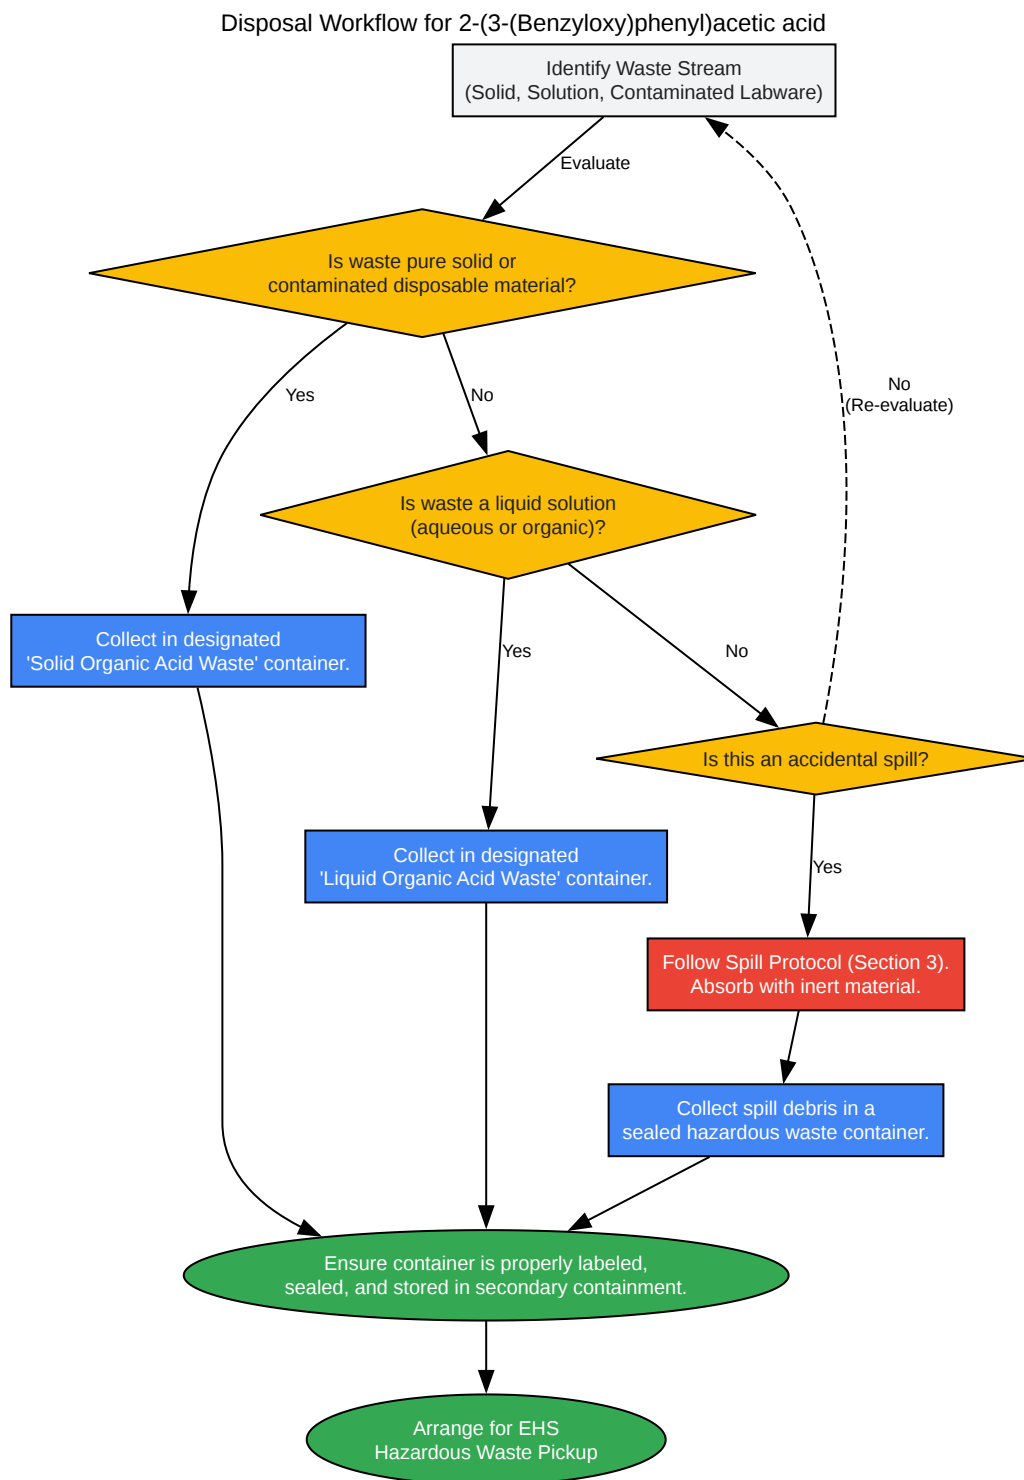 Disposal Workflow for 2-(3-(Benzyloxy)phenyl)acetic acid
Identify Waste Stream
(Solid, Solution, Contaminated Labware)
Evaluate
Is waste pure solid or
contaminated disposable material?
Yes
No
No
(Re-evaluate)
Is waste a liquid solution
(aqueous or organic)?
Collect in designated
'Solid Organic Acid Waste' container.
Yes
No
Is this an accidental spill?
Collect in designated
'Liquid Organic Acid Waste' container.
Yes
Follow Spill Protocol (Section 3).
Absorb with inert material.
Collect spill debris in a
sealed hazardous waste container.
Ensure container is properly labeled,
sealed, and stored in secondary containment.
Arrange for EHS
Hazardous Waste Pickup